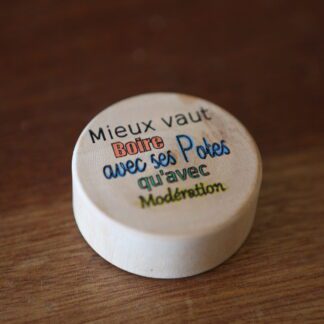 Mieux vaut
Boire
avec ses Potes
qu'avec
Modération